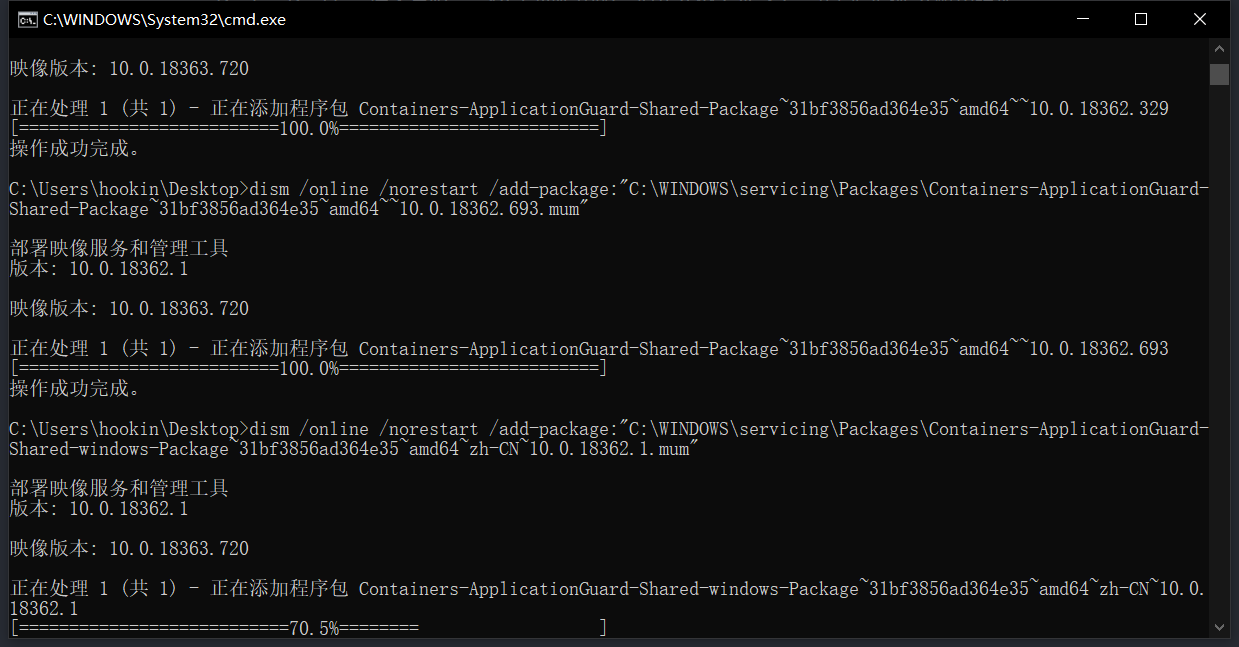 C:\WINDOWS\System32\cmd.exe
映像版本: 10.0.18363.720
正在处理 1 (共 1) - 正在添加程序包 Containers-ApplicationGuard-Shared-Package~31bf3856ad364e35~amd64~~10.0.18362.329
[==========================100.0%==========================]
操作成功完成。
C:\Users\hookin\Desktop>dism /online /norestart /add-package:"C:\WINDOWS\servicing\Packages\Containers-ApplicationGuard-
Shared-Package~31bf3856ad364e35~amd64~~10.0.18362.693.mum"
部署映像服务和管理工具
版本: 10.0.18362.1
映像版本: 10.0.18363.720
正在处理 1 (共 1) - 正在添加程序包 Containers-ApplicationGuard-Shared-Package~31bf3856ad364e35~amd64~~10.0.18362.693
[==========================100.0%==========================]
操作成功完成。
C:\Users\hookin\Desktop>dism /online /norestart /add-package:"C:\WINDOWS\servicing\Packages\Containers-ApplicationGuard-
Shared-windows-Package~31bf3856ad364e35~amd64~zh-CN~10.0.18362.1.mum"
部署映像服务和管理工具
版本: 10.0.18362.1
映像版本: 10.0.18363.720
正在处理 1 (共 1) - 正在添加程序包 Containers-ApplicationGuard-Shared-windows-Package~31bf3856ad364e35~amd64~zh-CN~10.0.
18362.1
[===========================70.5%========                  ]